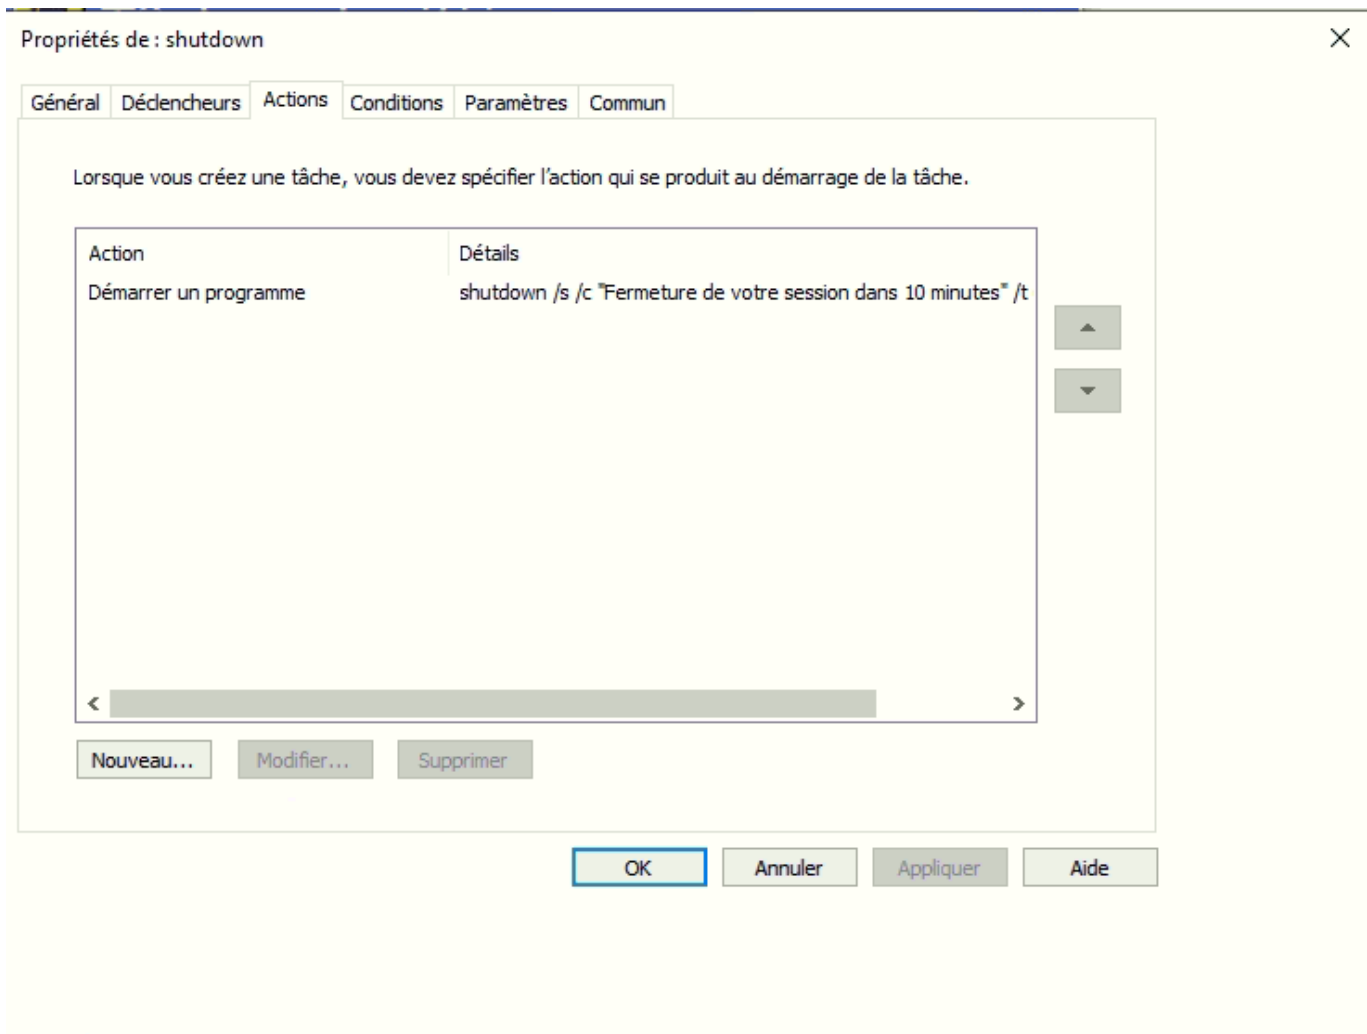 Propriétés de : shutdown
Général Déclencheurs Actions Conditions Paramètres Commun
Lorsque vous créez une tâche, vous devez spécifier l'action qui se produit au démarrage de la tâche.
Action Détails
Démarrer un programme shutdown /s /c "Fermeture de votre session dans 10 minutes" /t
Nouveau... Modifier... Supprimer
OK Annuler Appliquer Aide